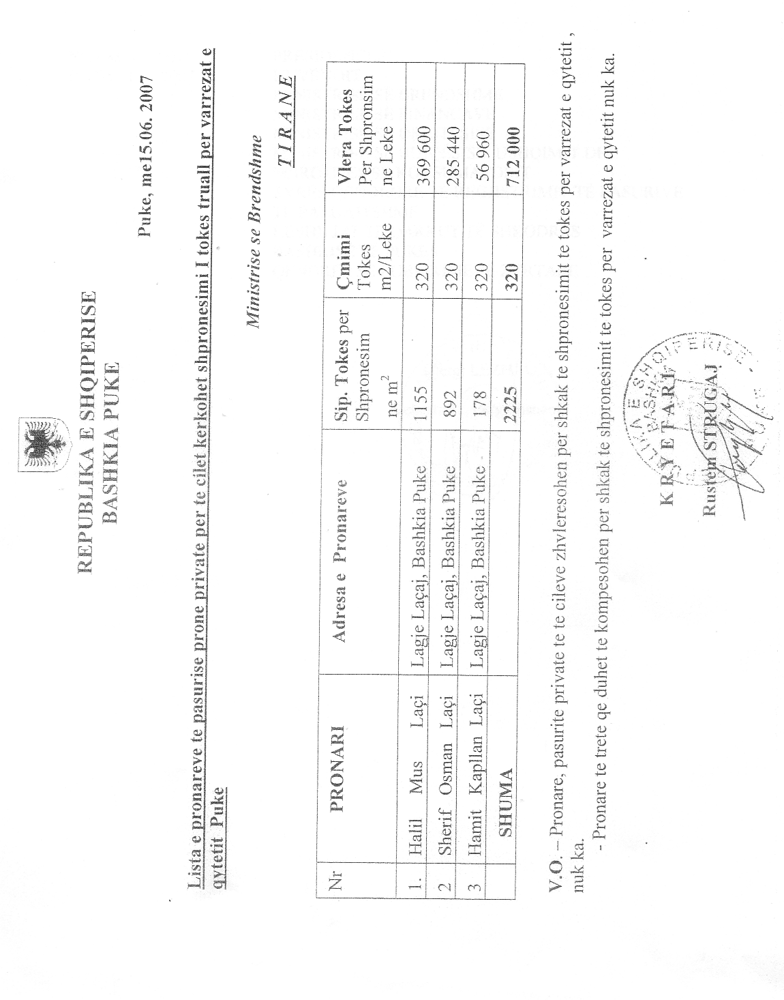 REPUBLIKA E SHQIPERISE
BASHKIA PUKE
Puke, me15.06. 2007
Lista e pronareve te pasurise prone private per te cilet kerkohet shpronesimi I tokes truall per varrezat e
qytetit Puke
Ministrise se Brendshme
TIRANE
Nr PRONARI Adresa e Pronareve Sip. Tokes per Shpronesim ne m2 Çmimi Tokes m2/Leke Vlera Tokes Per Shpronsim ne Leke
1. Halil Mus Laçi Lagje Laçaj, Bashkia Puke 1155 320 369 600
2 Sherif Osman Laçi Lagje Laçaj, Bashkia Puke 892 320 285 440
3 Hamit Kapllan Laçi Lagje Laçaj, Bashkia Puke 178 320 56 960
SHUMA 2225 320 712 000
V.O. – Pronare, pasurite private te te cileve zhvleresohen per shkak te shpronesimit te tokes per varrezat e qytetit ,
nuk ka.
- Pronare te trete qe duhet te kompesohen per shkak te shpronesimit te tokes per varrezat e qytetit nuk ka.
KRYETARI
Rustem STRUGAJ